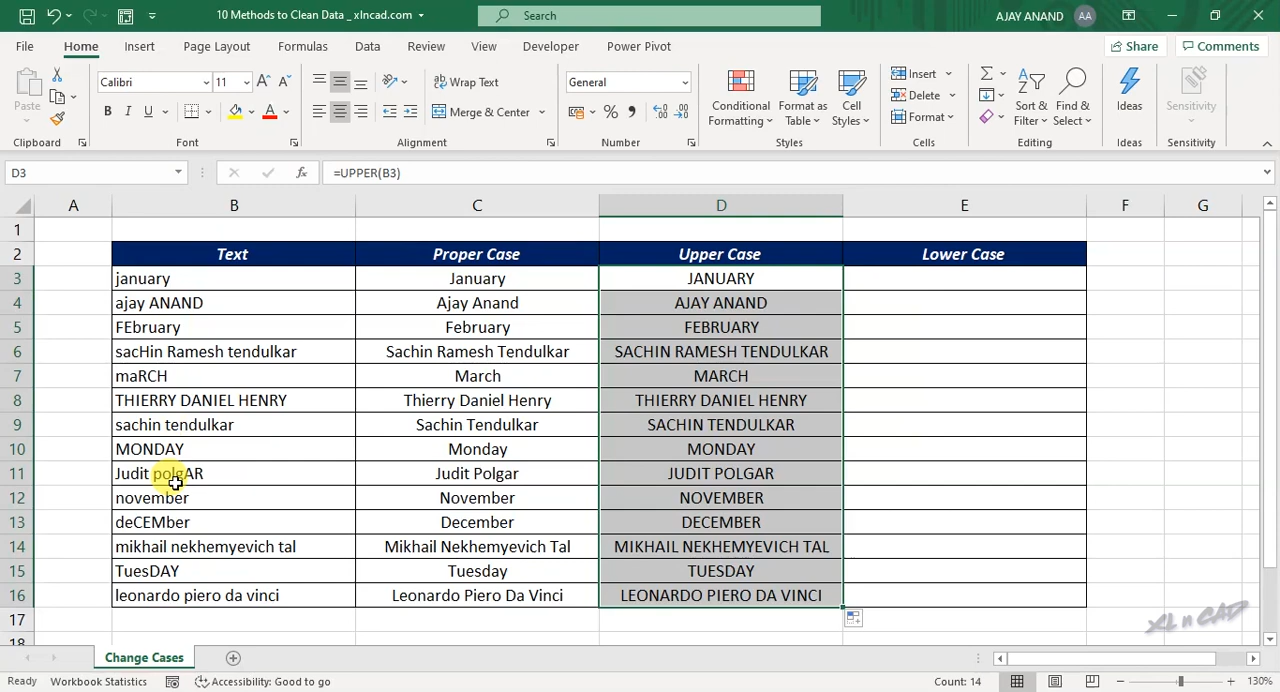 10 Methods to Clean Data _ xlncad.com
Search
AJAY ANAND AA
File Home Insert Page Layout Formulas Data Review View Developer Power Pivot Share Comments
Paste
Calibri 11 A A
B I U A
Wrap Text
Merge & Center
General
% ,
Conditional Formatting
Format as Table
Cell Styles
Insert
Delete
Format
Sort & Filter
Find & Select
Ideas
Sensitivity
Clipboard Font Alignment Number Styles Cells Editing Ideas Sensitivity
D3 fx =UPPER(B3)
A B C D E F G
1
2 Text Proper Case Upper Case Lower Case
3 january January JANUARY
4 ajay ANAND Ajay Anand AJAY ANAND
5 FEbruary February FEBRUARY
6 sacHin Ramesh tendulkar Sachin Ramesh Tendulkar SACHIN RAMESH TENDULKAR
7 maRCH March MARCH
8 THIERRY DANIEL HENRY Thierry Daniel Henry THIERRY DANIEL HENRY
9 sachin tendulkar Sachin Tendulkar SACHIN TENDULKAR
10 MONDAY Monday MONDAY
11 Judit polgAR Judit Polgar JUDIT POLGAR
12 november November NOVEMBER
13 deCEMber December DECEMBER
14 mikhail nekhemyevich tal Mikhail Nekhemyevich Tal MIKHAIL NEKHEMYEVICH TAL
15 TuesDAY Tuesday TUESDAY
16 leonardo piero da vinci Leonardo Piero Da Vinci LEONARDO PIERO DA VINCI
17
18
XL n CAD
Change Cases
Ready Workbook Statistics Accessibility: Good to go Count: 14 130%